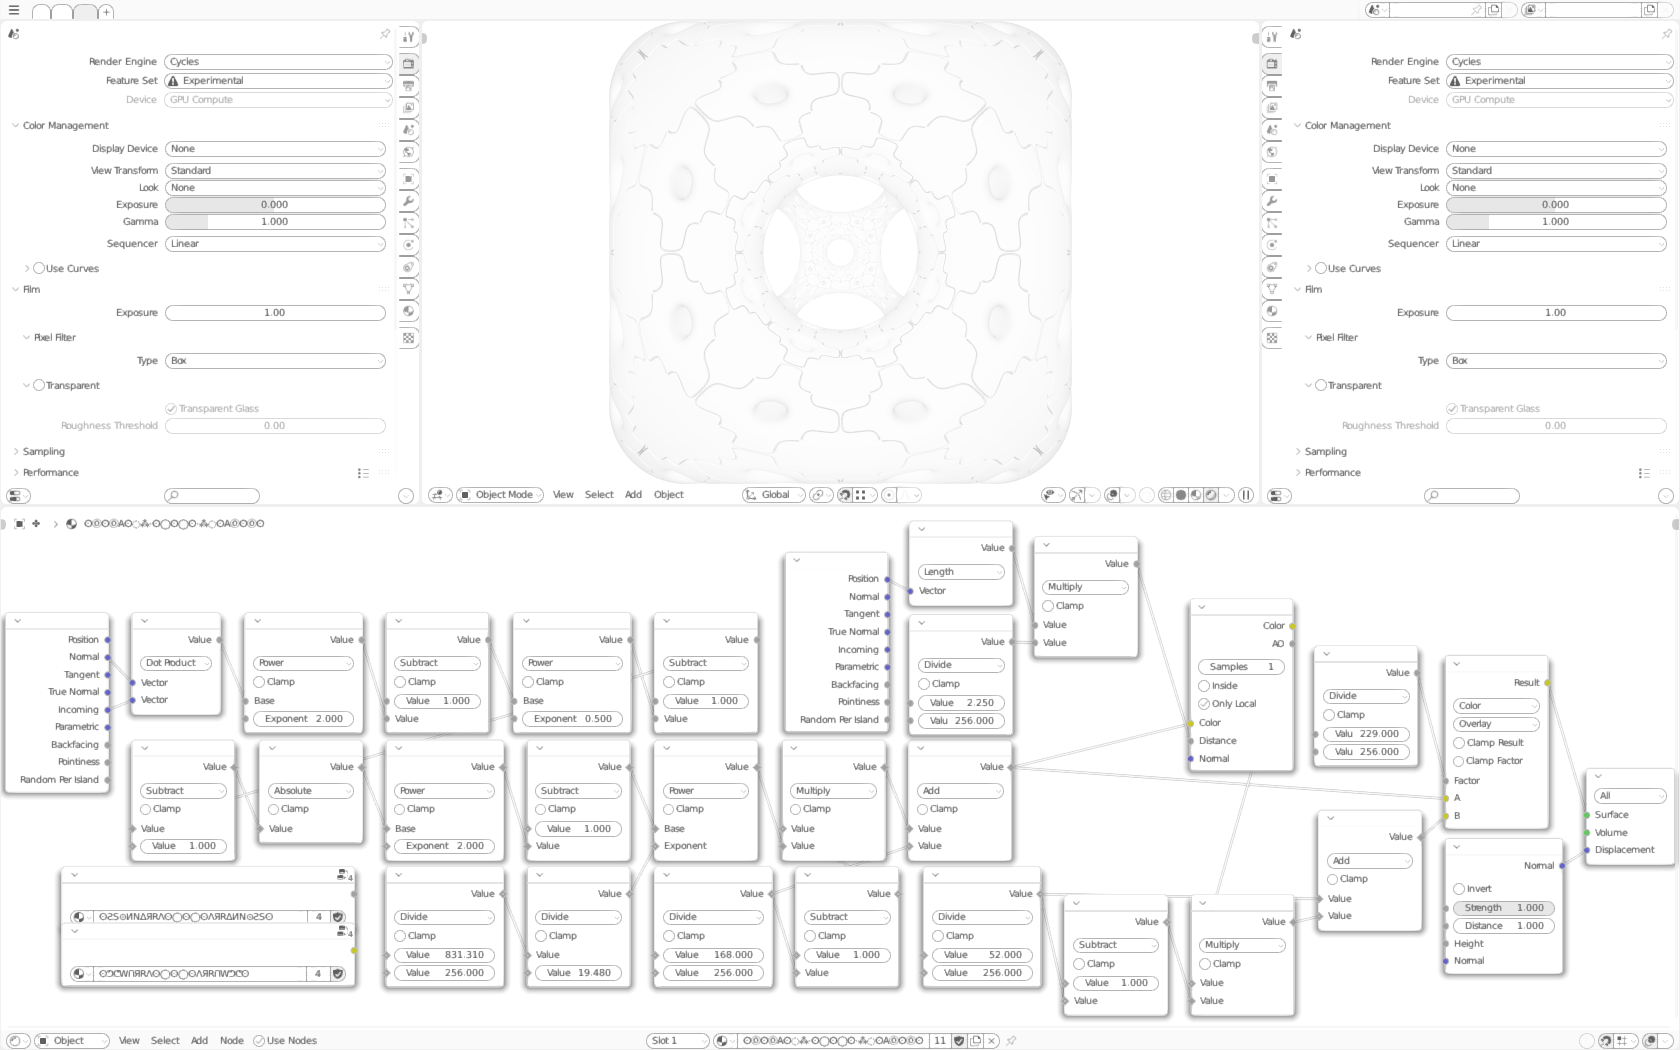 Render Engine Cycles
Feature Set Experimental
Device GPU Compute
Color Management
Display Device None
View Transform Standard
Look None
Exposure 0.000
Gamma 1.000
Sequencer Linear
Use Curves
Film
Exposure 1.00
Pixel Filter
Type Box
Transparent
Transparent Glass
Roughness Threshold 0.00
Sampling
Performance
Object Mode View Select Add Object Global
Render Engine Cycles
Feature Set Experimental
Device GPU Compute
Color Management
Display Device None
View Transform Standard
Look None
Exposure 0.000
Gamma 1.000
Sequencer Linear
Use Curves
Film
Exposure 1.00
Pixel Filter
Type Box
Transparent
Transparent Glass
Roughness Threshold 0.00
Sampling
Performance
Position
Normal
Tangent
True Normal
Incoming
Parametric
Backfacing
Pointiness
Random Per Island
Value
Dot Product
Vector
Vector
Value
Power
Clamp
Base
Exponent 2.000
Value
Subtract
Clamp
Value 1.000
Value
Value
Power
Clamp
Base
Exponent 0.500
Value
Subtract
Clamp
Value 1.000
Value
Position
Normal
Tangent
True Normal
Incoming
Parametric
Backfacing
Pointiness
Random Per Island
Value
Length
Vector
Value
Divide
Clamp
Value 2.250
Valu 256.000
Value
Multiply
Clamp
Value
Value
Color
AO
Samples 1
Inside
Only Local
Color
Distance
Normal
Value
Divide
Clamp
Valu 229.000
Valu 256.000
Result
Color
Overlay
Clamp Result
Clamp Factor
Factor
A
B
All
Surface
Volume
Displacement
Value
Subtract
Clamp
Value
Value 1.000
Value
Absolute
Clamp
Value
Value
Power
Clamp
Base
Exponent 2.000
Value
Subtract
Clamp
Value 1.000
Value
Value
Power
Clamp
Base
Exponent
Value
Multiply
Clamp
Value
Value
Value
Add
Clamp
Value
Value
4
4
4
4
Value
Divide
Clamp
Value 831.310
Value 256.000
Value
Divide
Clamp
Value
Value 19.480
Value
Divide
Clamp
Value 168.000
Value 256.000
Value
Subtract
Clamp
Value 1.000
Value
Value
Divide
Clamp
Value 52.000
Value 256.000
Value
Subtract
Clamp
Value 1.000
Value
Value
Multiply
Clamp
Value
Value
Value
Add
Clamp
Value
Value
Normal
Invert
Strength 1.000
Distance 1.000
Height
Normal
Object View Select Add Node Use Nodes Slot 1 11